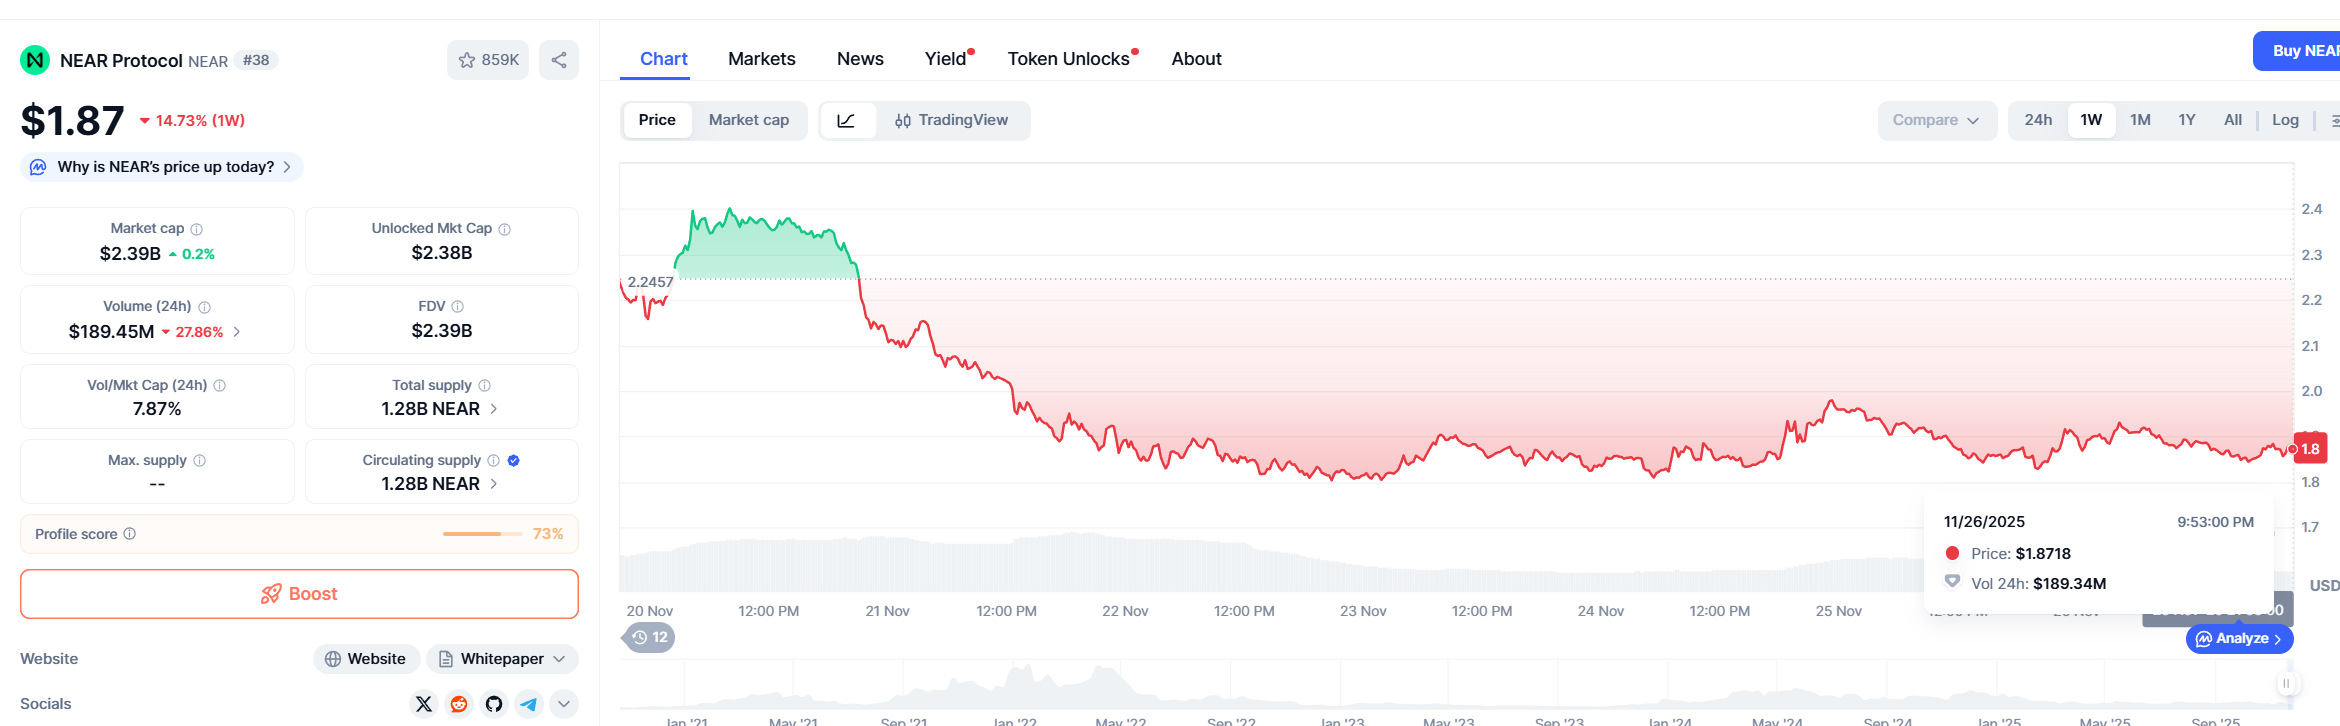 NEAR Protocol NEAR #38
859K
$1.87 14.73% (1W)
Why is NEAR's price up today?
Market cap
$2.39B 0.2%
Unlocked Mkt Cap
$2.38B
Volume (24h)
$189.45M 27.86%
FDV
$2.39B
Vol/Mkt Cap (24h)
7.87%
Total supply
1.28B NEAR
Max. supply
--
Circulating supply
1.28B NEAR
Profile score 73%
Boost
Website Website Whitepaper
Socials
Chart Markets News Yield Token Unlocks About
Buy NEAR
Price Market cap TradingView
Compare 24h 1W 1M 1Y All Log
2.4
2.3
2.2457
2.2
2.1
2.0
1.8
1.8
1.7
USD
11/26/2025 9:53:00 PM
Price: $1.8718
Vol 24h: $189.34M
20 Nov 12:00 PM 21 Nov 12:00 PM 22 Nov 12:00 PM 23 Nov 12:00 PM 24 Nov 12:00 PM 25 Nov
12
Analyze
Jan '21 May '21 Sep '21 Jan '22 May '22 Sep '22 Jan '23 May '23 Sep '23 Jan '24 May '24 Sep '24 Jan '25 May '25 Sep '25